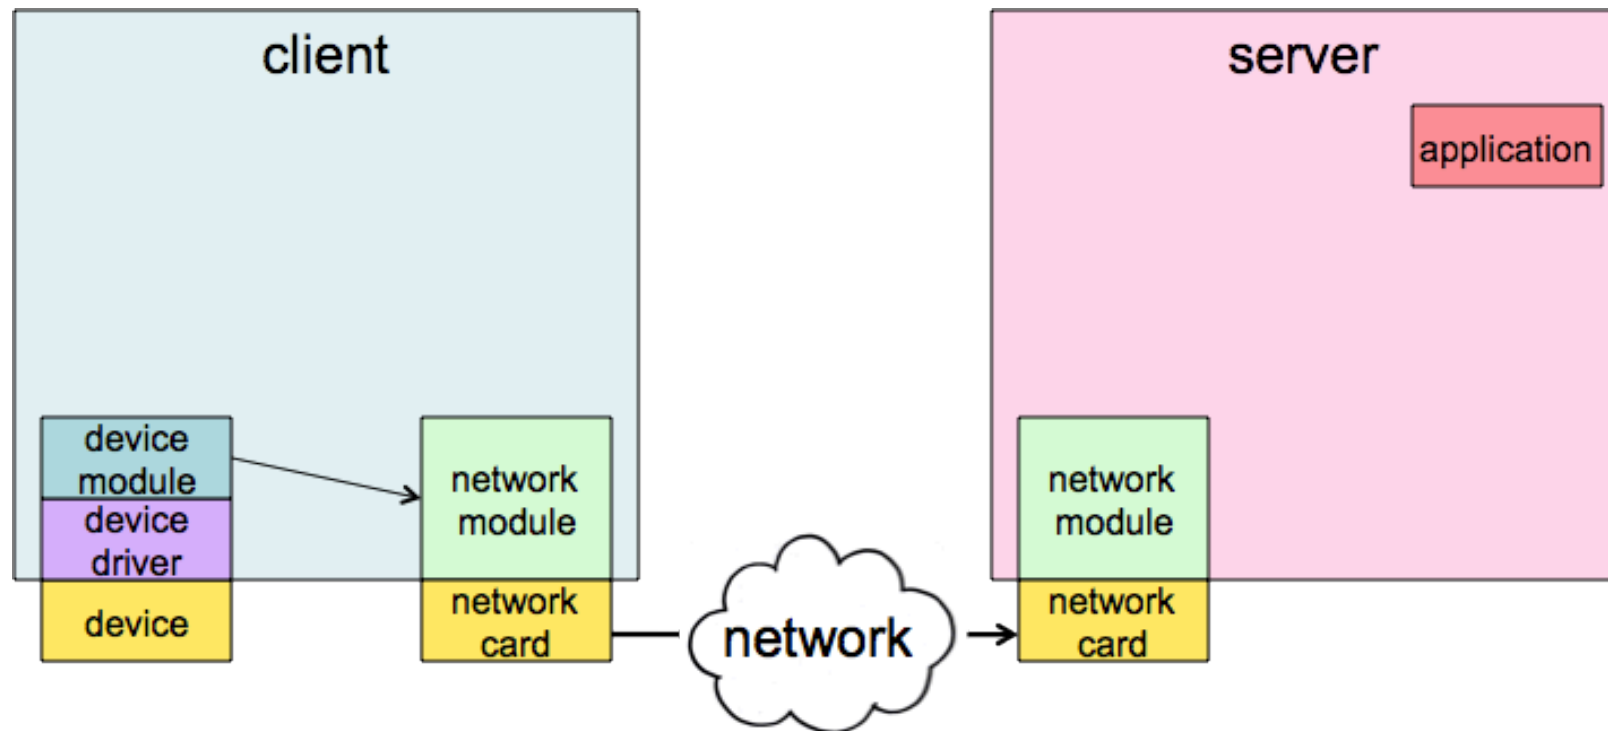 client
server
application
device
module
device
driver
device
network
module
network
card
network
network
module
network
card